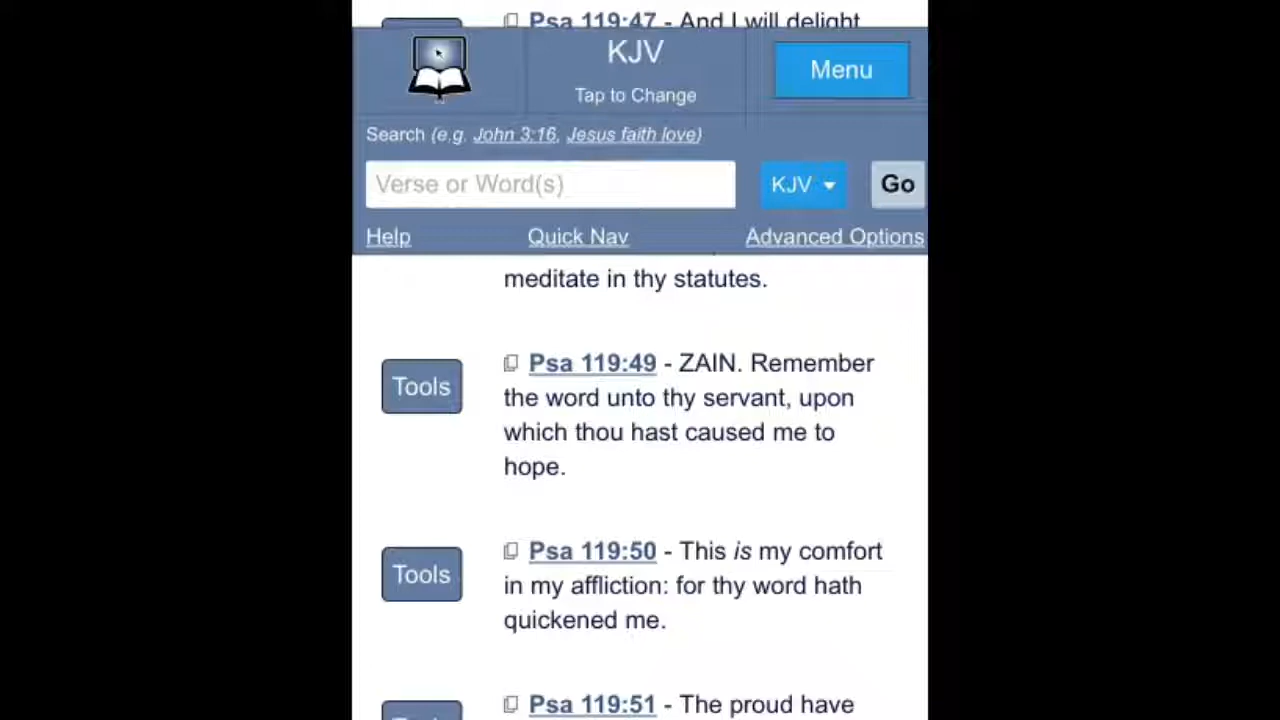 Psa 119:47 - And I will delight
KJV
Tap to Change
Menu
Search (e.g. John 3:16, Jesus faith love)
Verse or Word(s)
KJV
Go
Help
Quick Nav
Advanced Options
meditate in thy statutes.
Tools
Psa 119:49 - ZAIN. Remember
the word unto thy servant, upon
which thou hast caused me to
hope.
Tools
Psa 119:50 - This is my comfort
in my affliction: for thy word hath
quickened me.
Psa 119:51 - The proud have